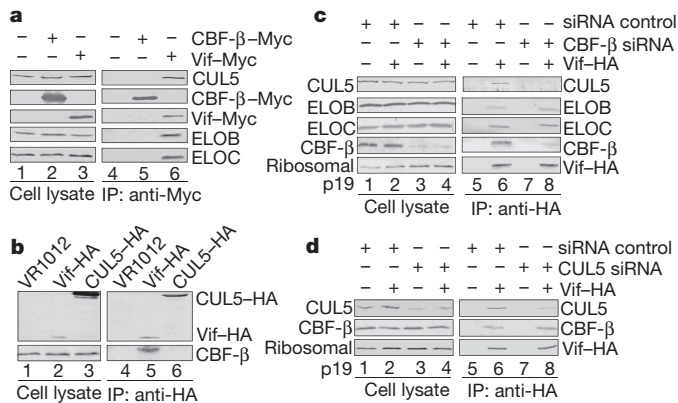 a
– + – – + – CBF-β–Myc
– – + – – + Vif–Myc
CUL5
CBF-β–Myc
Vif–Myc
ELOB
ELOC
1 2 3 4 5 6
Cell lysate IP: anti-Myc
b
VR1012 Vif–HA CUL5–HA VR1012 Vif–HA CUL5–HA
CUL5–HA
Vif–HA
CBF-β
1 2 3 4 5 6
Cell lysate IP: anti-HA
c
+ + – – + + – – siRNA control
– – + + – – + + CBF-β siRNA
– + – + – + – + Vif–HA
CUL5 CUL5
ELOB ELOB
ELOC ELOC
CBF-β CBF-β
Ribosomal Vif–HA
p19 1 2 3 4 5 6 7 8
Cell lysate IP: anti-HA
d
+ + – – + + – – siRNA control
– – + + – – + + CUL5 siRNA
– + – + – + – + Vif–HA
CUL5 CUL5
CBF-β CBF-β
Ribosomal Vif–HA
p19 1 2 3 4 5 6 7 8
Cell lysate IP: anti-HA